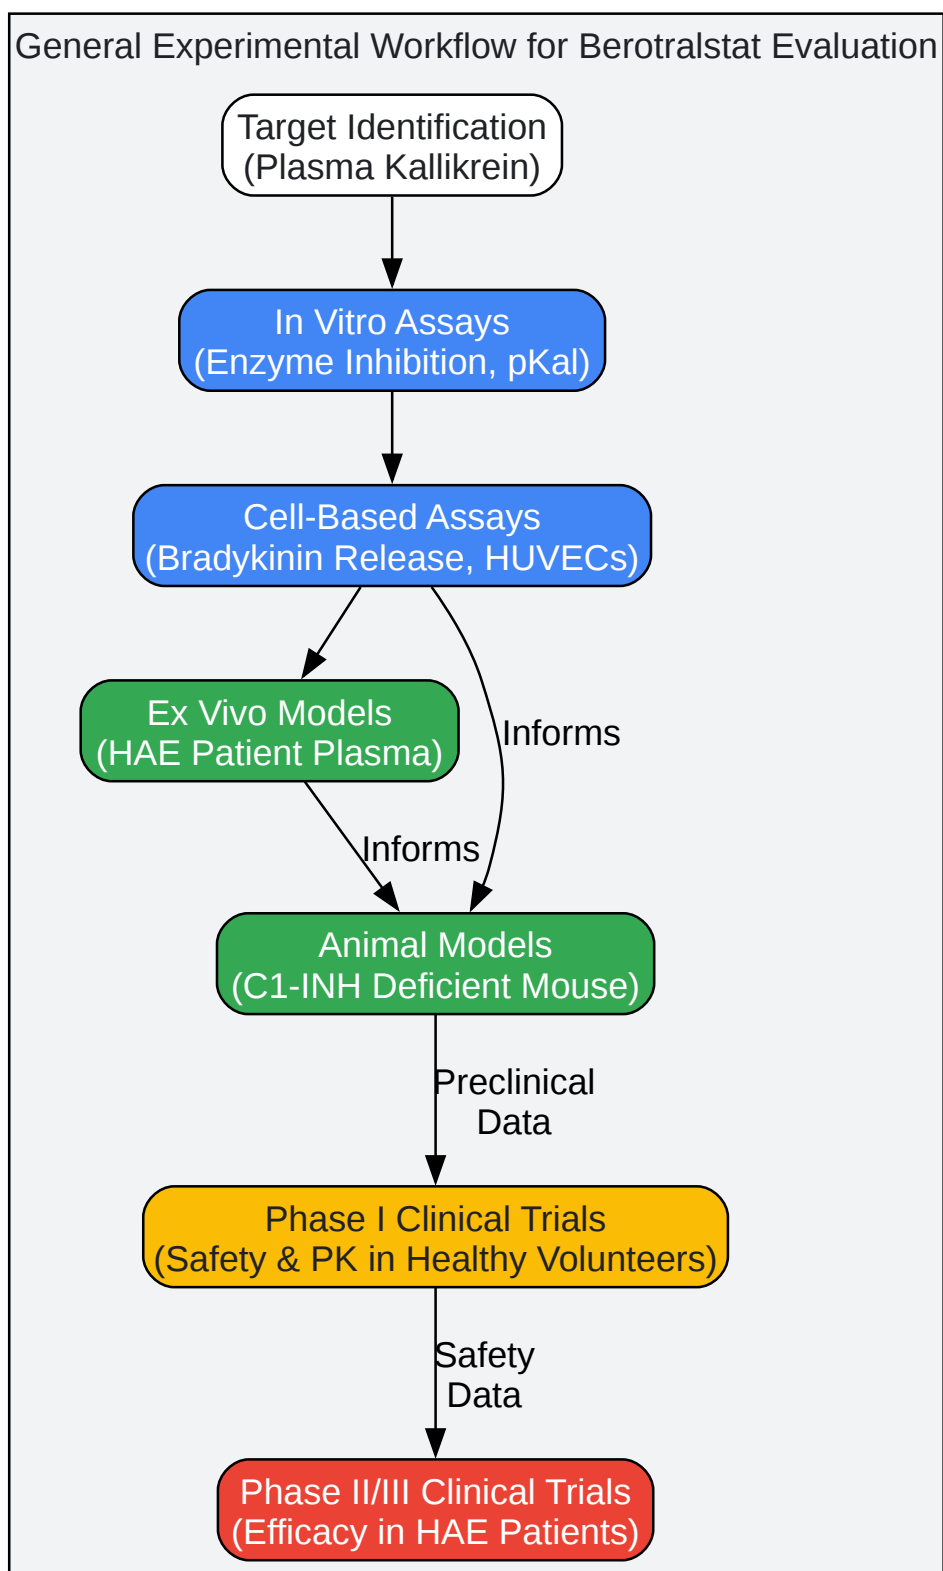 General Experimental Workflow for Berotralstat Evaluation
Target Identification
(Plasma Kallikrein)
In Vitro Assays
(Enzyme Inhibition, pKal)
Cell-Based Assays
(Bradykinin Release, HUVECs)
Ex Vivo Models
(HAE Patient Plasma)
Informs
Informs
Animal Models
(C1-INH Deficient Mouse)
Preclinical
Data
Phase I Clinical Trials
(Safety & PK in Healthy Volunteers)
Safety
Data
Phase II/III Clinical Trials
(Efficacy in HAE Patients)